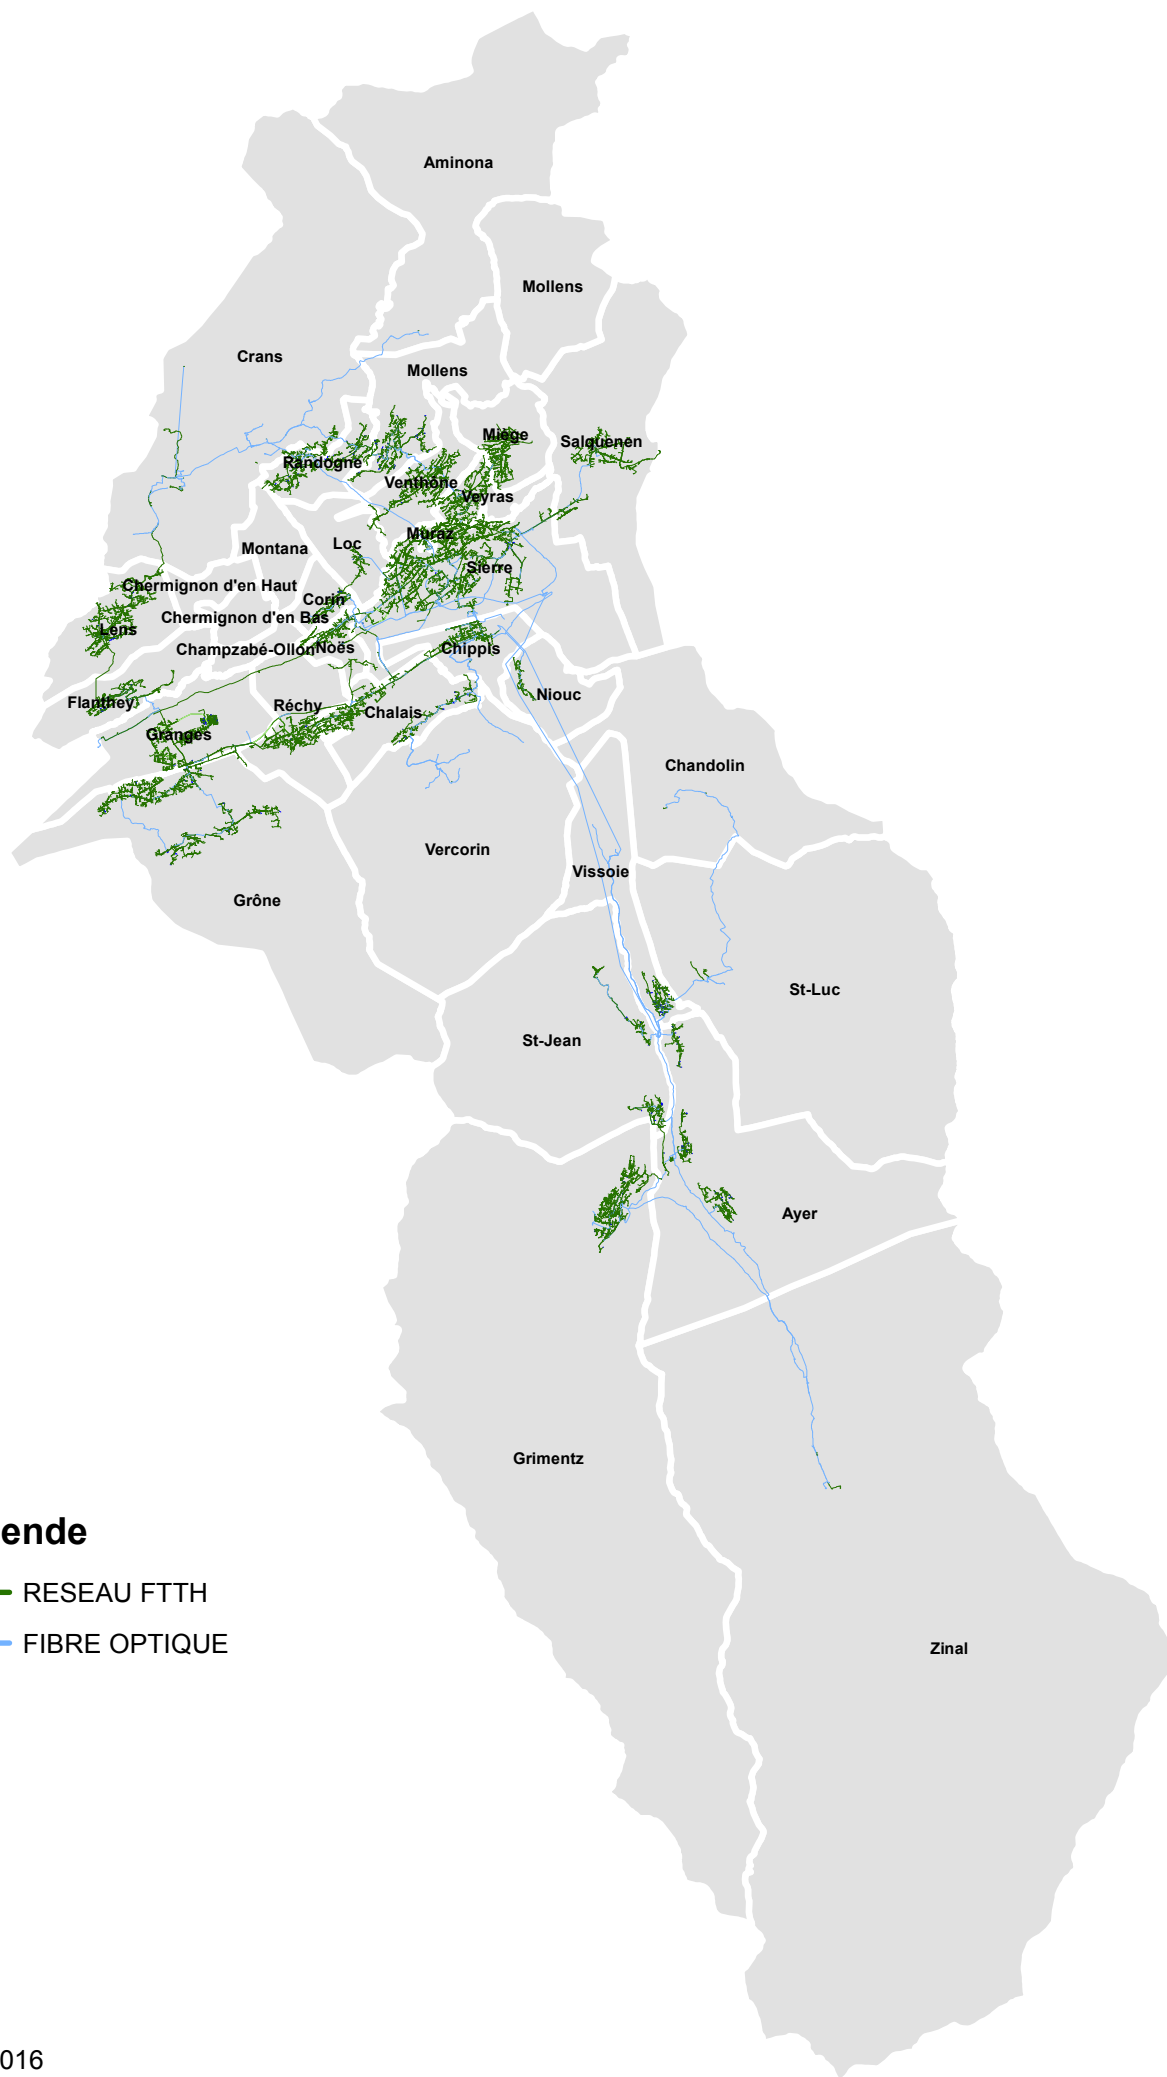 Aminona
Mollens
Crans
Mollens
Miège
Salquenen
Randogne
Venthône
Veyras
Muraz
Loc
Montana
Sierre
Chermignon d'en Haut
Corin
Chermignon d'en Bas
Lens
Champzabé-Ollon
Noës
Chippis
Niouc
Flanthey
Réchy
Chalais
Granges
Chandolin
Vercorin
Vissoie
Grône
St-Luc
St-Jean
Ayer
Grimentz
ende
RESEAU FTTH
FIBRE OPTIQUE
Zinal
016